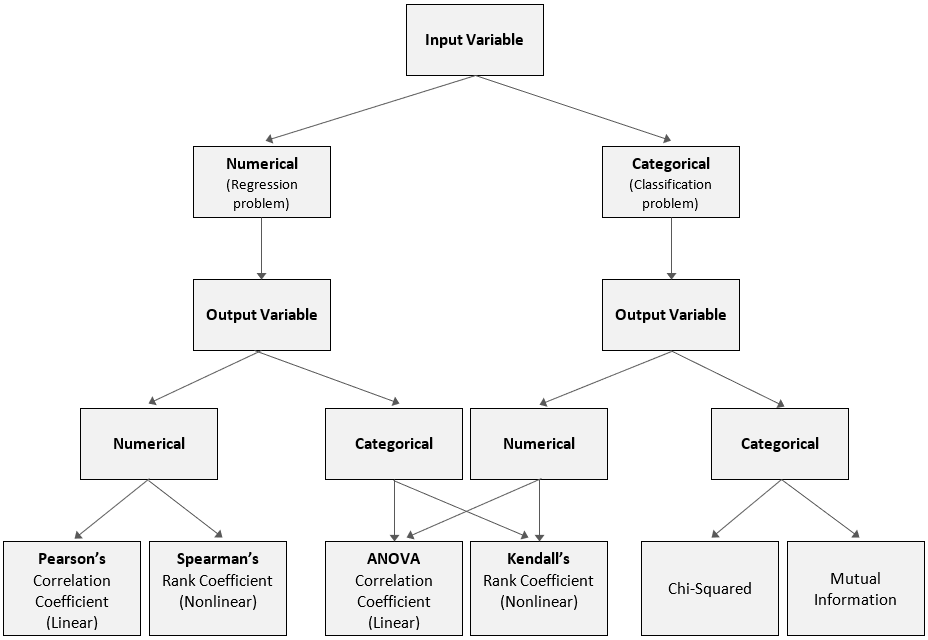 Input Variable
Numerical
(Regression
problem)
Categorical
(Classification
problem)
Output Variable
Output Variable
Numerical
Categorical
Numerical
Categorical
Pearson’s
Correlation
Coefficient
(Linear)
Spearman’s
Rank Coefficient
(Nonlinear)
ANOVA
Correlation
Coefficient
(Linear)
Kendall’s
Rank Coefficient
(Nonlinear)
Chi-Squared
Mutual
Information